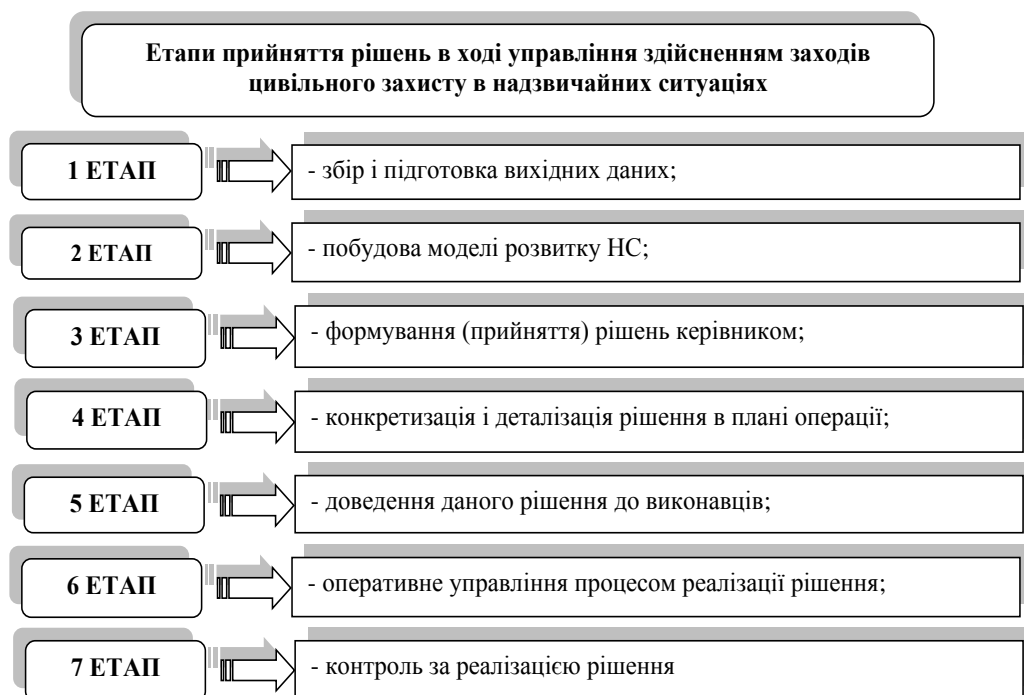 Етапи прийняття рішень в ході управління здійсненням заходів
цивільного захисту в надзвичайних ситуаціях
1 ЕТАП
- збір і підготовка вихідних даних;
2 ЕТАП
- побудова моделі розвитку НС;
3 ЕТАП
- формування (прийняття) рішень керівником;
4 ЕТАП
- конкретизація і деталізація рішення в плані операції;
5 ЕТАП
- доведення даного рішення до виконавців;
6 ЕТАП
- оперативне управління процесом реалізації рішення;
7 ЕТАП
- контроль за реалізацією рішення